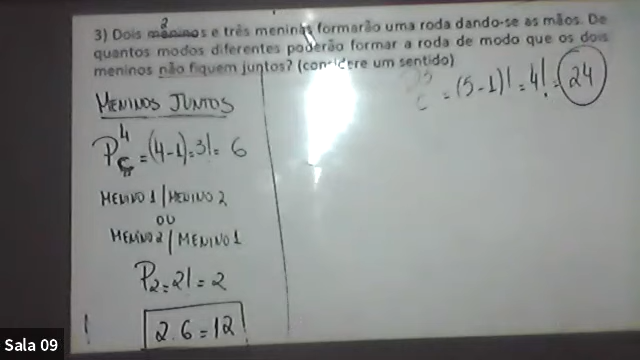 3) Dois meninos e três meninas formarão uma roda dando-se as mãos. De
quantos modos diferentes poderão formar a roda de modo que os dois
meninos não fiquem juntos? (considere um sentido)
MENINOS JUNTOS
P_c^4 = (4-1)=3!= 6
MENINO 1 / MENINO 2
OU
MENINO 2 / MENINO 1
P2=2! = 2
2.6=12
= (5-1)! = 4! = 24
Sala 09